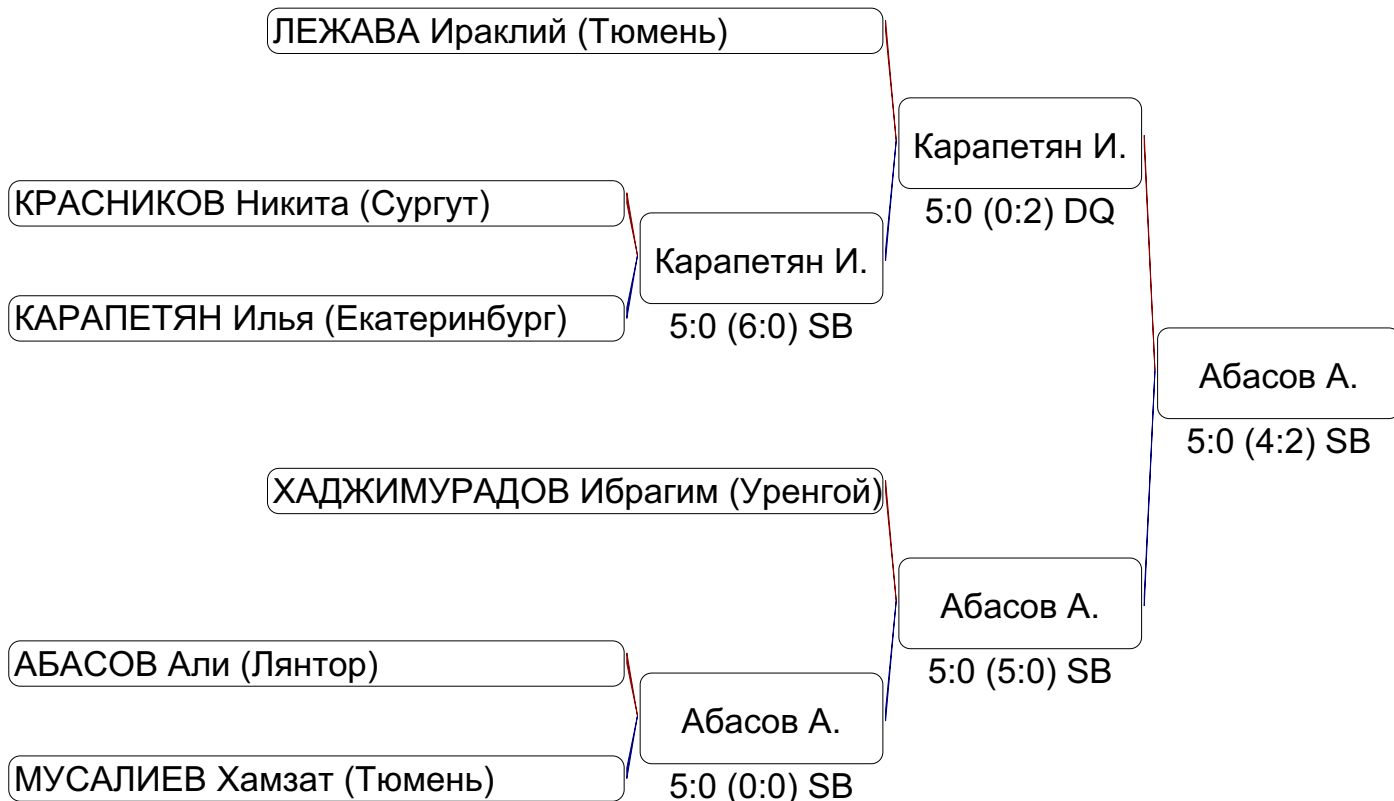 ЛЕЖАВА Ираклий (Тюмень)
Карапетян И.
5:0 (0:2) DQ
КРАСНИКОВ Никита (Сургут)
Карапетян И.
КАРАПЕТЯН Илья (Екатеринбург)
5:0 (6:0) SB
Абасов А.
5:0 (4:2) SB
ХАДЖИМУРАДОВ Ибрагим (Уренгой)
Абасов А.
5:0 (5:0) SB
АБАСОВ Али (Лянтор)
Абасов А.
МУСАЛИЕВ Хамзат (Тюмень)
5:0 (0:0) SB